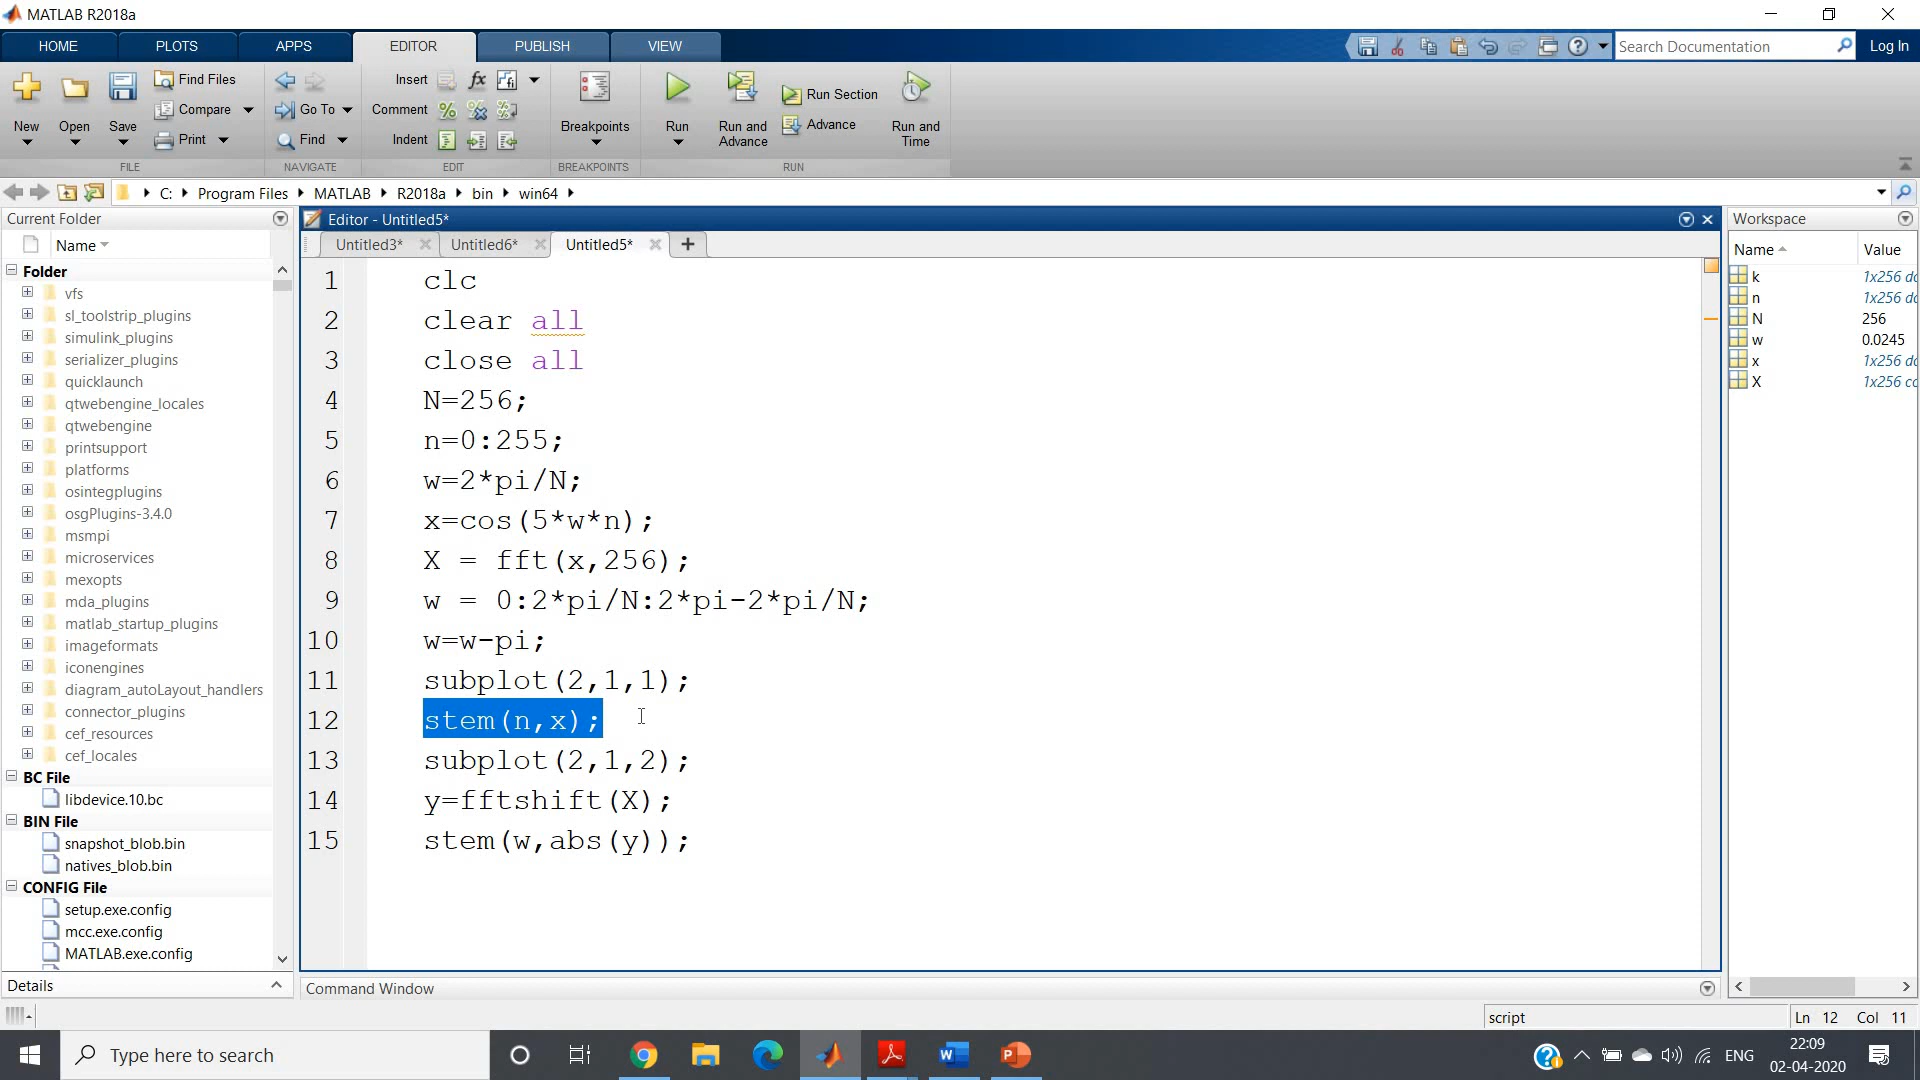 MATLAB R2018a
HOME PLOTS APPS EDITOR PUBLISH VIEW Search Documentation Log In
New Open Save Find Files Compare Print
Go To Find
Insert fx
Comment
Indent
Breakpoints Run Run and Advance Run Section Advance Run and Time
FILE NAVIGATE EDIT BREAKPOINTS RUN
C: Program Files MATLAB R2018a bin win64
Current Folder
Name
Folder
vfs
sl_toolstrip_plugins
simulink_plugins
serializer_plugins
quicklaunch
qtwebengine_locales
qtwebengine
printsupport
platforms
osintegplugins
osgPlugins-3.4.0
msmpi
microservices
mexopts
mda_plugins
matlab_startup_plugins
imageformats
iconengines
diagram_autoLayout_handlers
connector_plugins
cef_resources
cef_locales
BC File
libdevice.10.bc
BIN File
snapshot_blob.bin
natives_blob.bin
CONFIG File
setup.exe.config
mcc.exe.config
MATLAB.exe.config
Details
Editor - Untitled5*
Untitled3* Untitled6* Untitled5*
1 clc
2 clear all
3 close all
4 N=256;
5 n=0:255;
6 w=2*pi/N;
7 x=cos(5*w*n);
8 X = fft(x,256);
9 w = 0:2*pi/N:2*pi-2*pi/N;
10 w=w-pi;
11 subplot(2,1,1);
12 stem(n,x);
13 subplot(2,1,2);
14 y=fftshift(X);
15 stem(w,abs(y));
Command Window
Workspace
Name Value
k 1x256 do
n 1x256 do
N 256
w 0.0245
x 1x256 do
X 1x256 co
script Ln 12 Col 11
Type here to search
ENG
22:09
02-04-2020